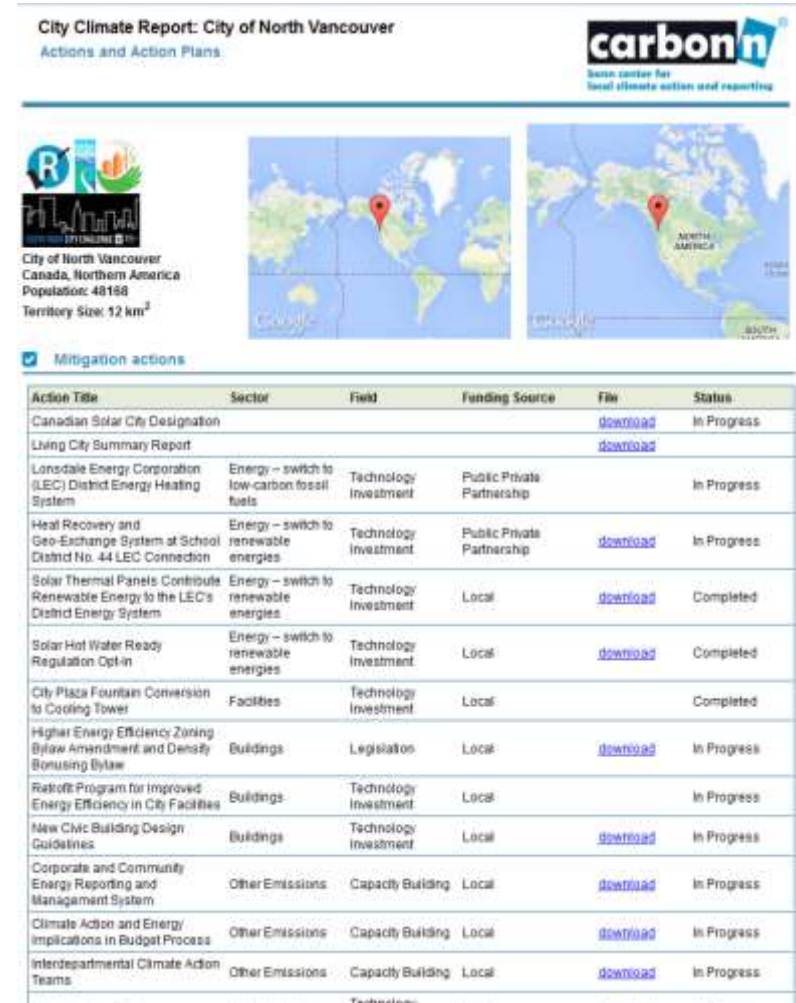 City Climate Report: City of North Vancouver
Actions and Action Plans
carbonn®
bonn center for
local climate action and reporting
R
CITY CHALLENGE
City of North Vancouver
Canada, Northern America
Population: 48168
Territory Size: 12 km²
Google
NORTH
AMERICA
Google
SOUTH
Mitigation actions
Action Title Sector Field Funding Source File Status
Canadian Solar City Designation download In Progress
Living City Summary Report download
Lonsdale Energy Corporation
(LEC) District Energy Heating
System
Energy – switch to
low-carbon fossil
fuels
Technology
Investment
Public Private
Partnership
In Progress
Heat Recovery and
Geo-Exchange System at School
District No. 44 LEC Connection
Energy – switch to
renewable
energies
Technology
Investment
Public Private
Partnership
download
In Progress
Solar Thermal Panels Contribute
Renewable Energy to the LEC's
District Energy System
Energy – switch to
renewable
energies
Technology
Investment
Local
download
Completed
Solar Hot Water Ready
Regulation Opt-in
Energy – switch to
renewable
energies
Technology
Investment
Local
download
Completed
City Plaza Fountain Conversion
to Cooling Tower
Facilities
Technology
Investment
Local
Completed
Higher Energy Efficiency Zoning
Bylaw Amendment and Density
Bonusing Bylaw
Buildings
Legislation
Local
download
In Progress
Retrofit Program for Improved
Energy Efficiency in City Facilities
Buildings
Technology
Investment
Local
In Progress
New Civic Building Design
Guidelines
Buildings
Technology
Investment
Local
download
In Progress
Corporate and Community
Energy Reporting and
Management System
Other Emissions
Capacity Building
Local
download
In Progress
Climate Action and Energy
Implications in Budget Process
Other Emissions
Capacity Building
Local
download
In Progress
Interdepartmental Climate Action
Teams
Other Emissions
Capacity Building
Local
download
In Progress
Technology